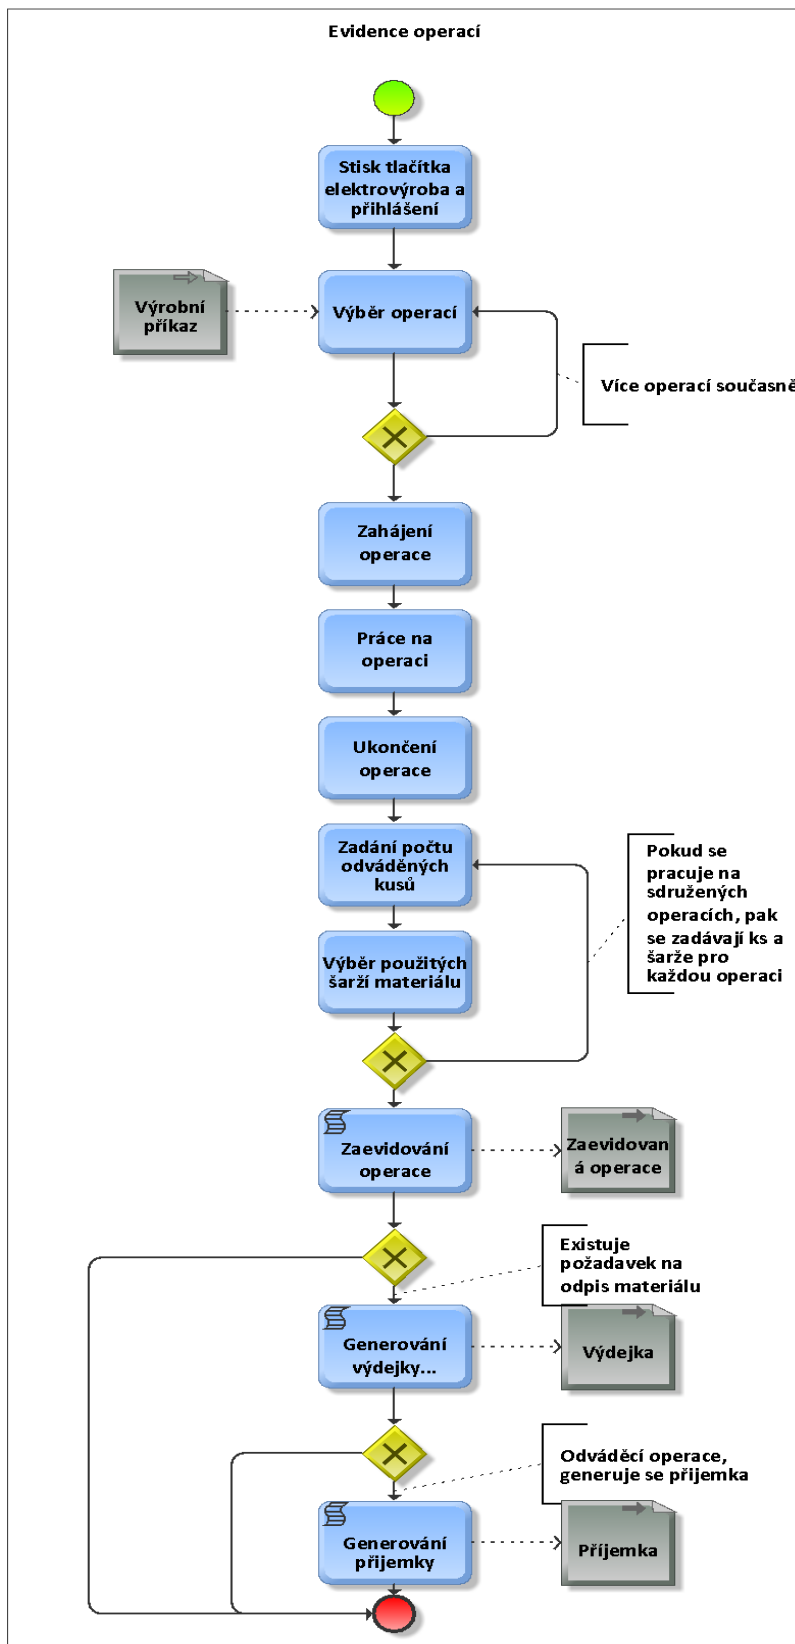 Evidence operací
Stisk tlačítka
elektrovýroba a
přihlášení
Výrobní
příkaz
Výběr operací
Více operací současně
Zahájení
operace
Práce na
operaci
Ukončení
operace
Zadání počtu
odváděných
kusů
Pokud se
pracuje na
sdružených
operacích, pak
se zadávají ks a
šarže pro
každou operaci
Výběr použitých
šarží materiálu
Zaevidování
operace
Zaevidovan
á operace
Existuje
požadavek na
odpis materiálu
Generování
výdejky...
Výdejka
Odváděcí operace,
generuje se přijemka
Generování
přijemky
Příjemka